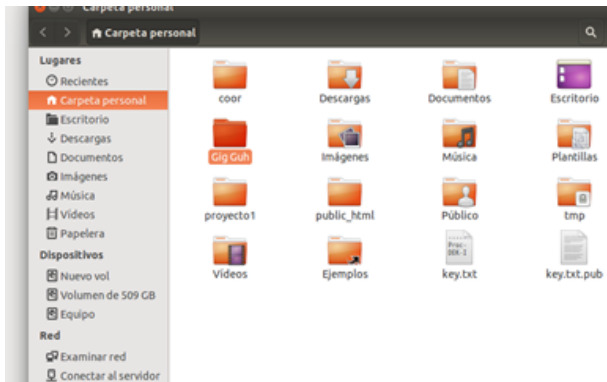 Carpeta personal
Carpeta personal
Lugares
Recientes
Carpeta personal
Escritorio
Descargas
Documentos
Imágenes
Música
Vídeos
Papelera
Dispositivos
Nuevo vol
Volumen de 509 GB
Equipo
Red
Examinar red
Conectar al servidor
coor
Descargas
Documentos
Escritorio
Gig Guh
Imágenes
Música
Plantillas
proyecto1
public_html
Público
tmp
Vídeos
Ejemplos
key.txt
key.txt.pub